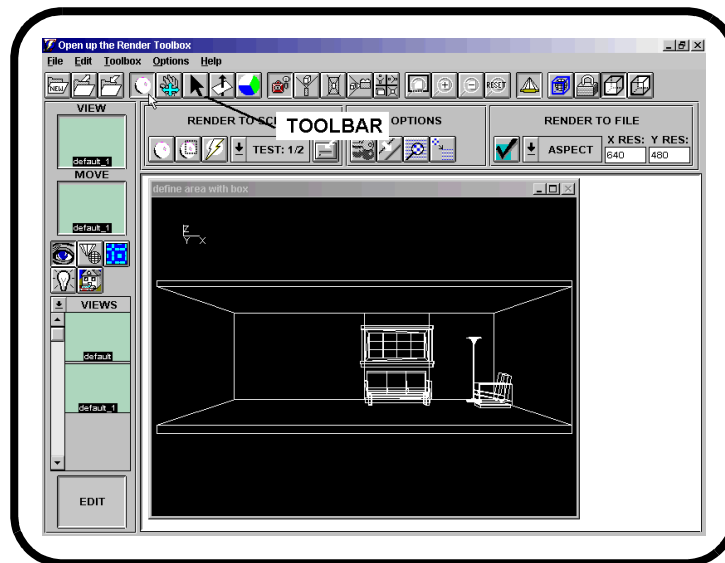 Open up the Render Toolbox
File Edit Toolbox Options Help
NEW
RESET
VIEW
default_1
MOVE
default_1
VIEWS
default
default_1
EDIT
RENDER TO SC
TEST: 1/2
TOOLBAR
OPTIONS
RENDER TO FILE
ASPECT
X RES: Y RES:
640 480
define area with box
Z
Y X